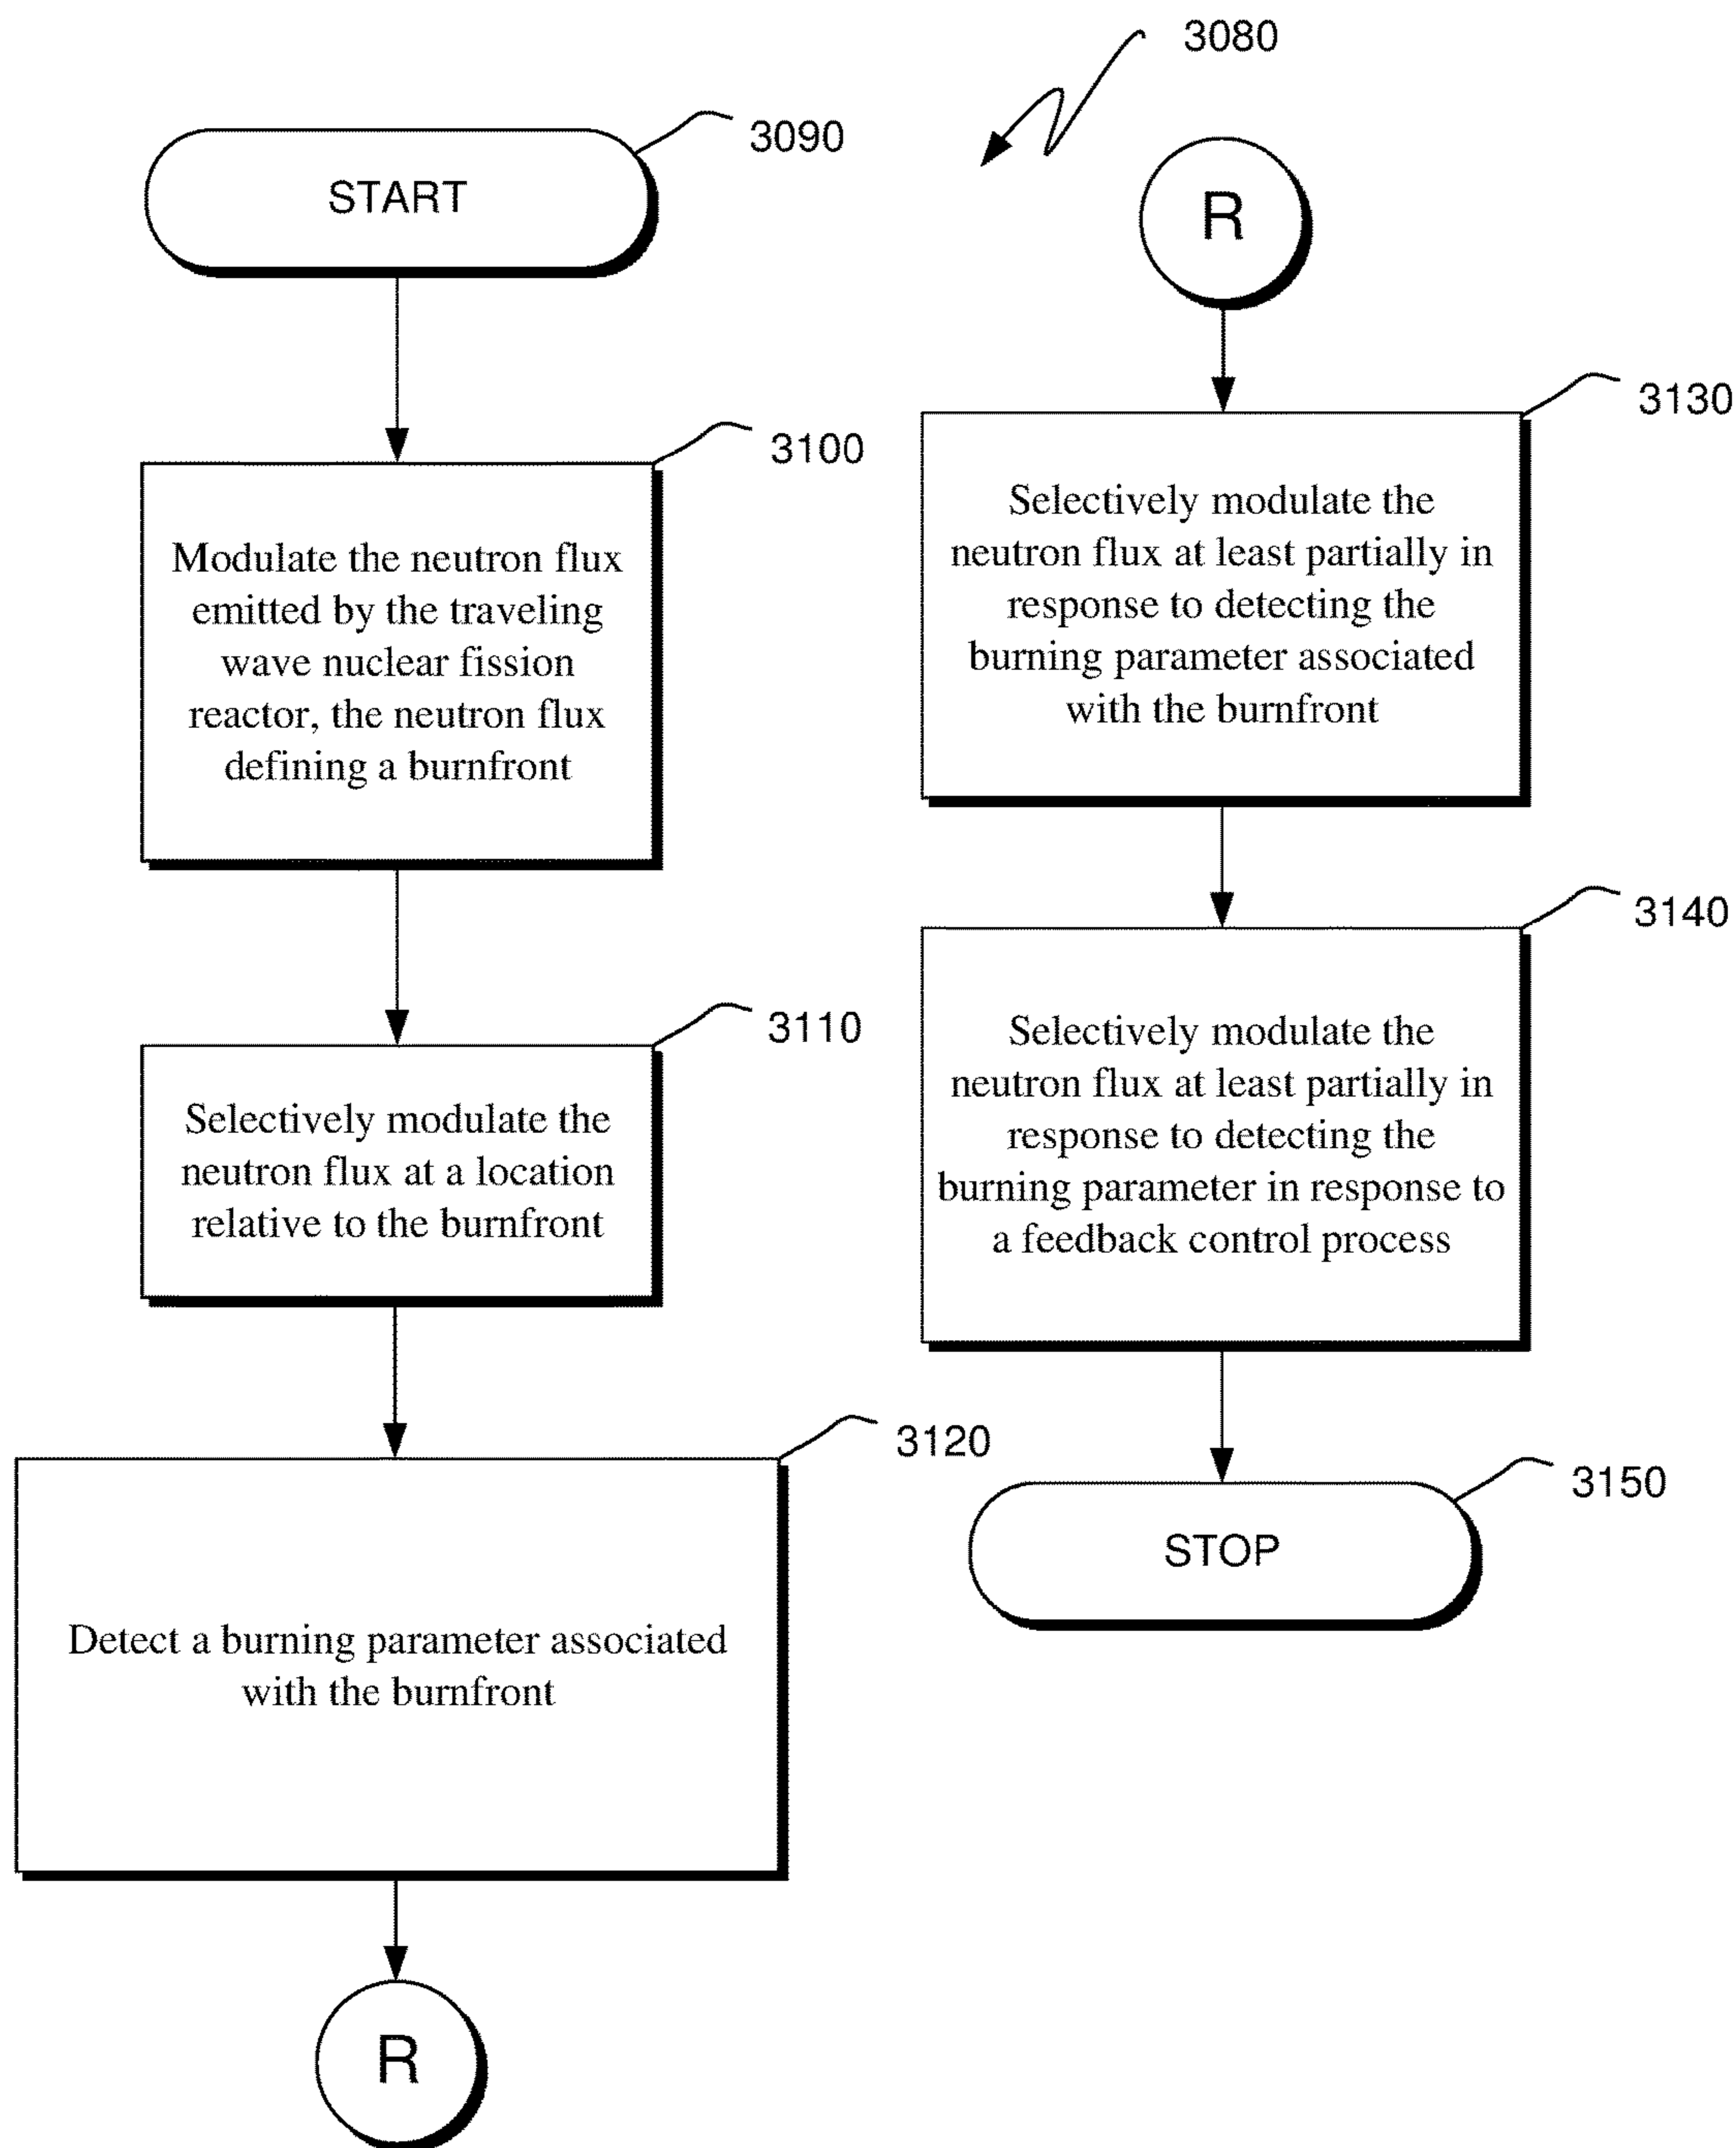 3080
3090
START
3100
Modulate the neutron flux
emitted by the traveling
wave nuclear fission
reactor, the neutron flux
defining a burnfront
3110
Selectively modulate the
neutron flux at a location
relative to the burnfront
3120
Detect a burning parameter associated
with the burnfront
R
R
3130
Selectively modulate the
neutron flux at least partially in
response to detecting the
burning parameter associated
with the burnfront
3140
Selectively modulate the
neutron flux at least partially in
response to detecting the
burning parameter in response to
a feedback control process
3150
STOP